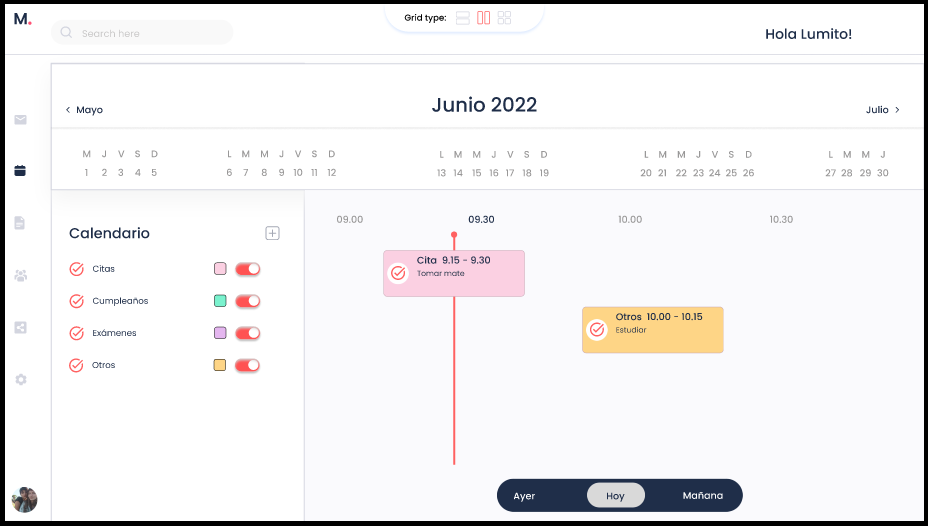 M.
Search here
Grid type:
Hola Lumito!
Mayo
Junio 2022
Julio
M J V S D
1 2 3 4 5
L M M J V S D
6 7 8 9 10 11 12
L M M J V S D
13 14 15 16 17 18 19
L M M J V S D
20 21 22 23 24 25 26
L M M J
27 28 29 30
Calendario
Citas
Cumpleaños
Exámenes
Otros
09.00 09.30 10.00 10.30
Cita 9.15 - 9.30
Tomar mate
Otros 10.00 - 10.15
Estudiar
Ayer Hoy Mañana